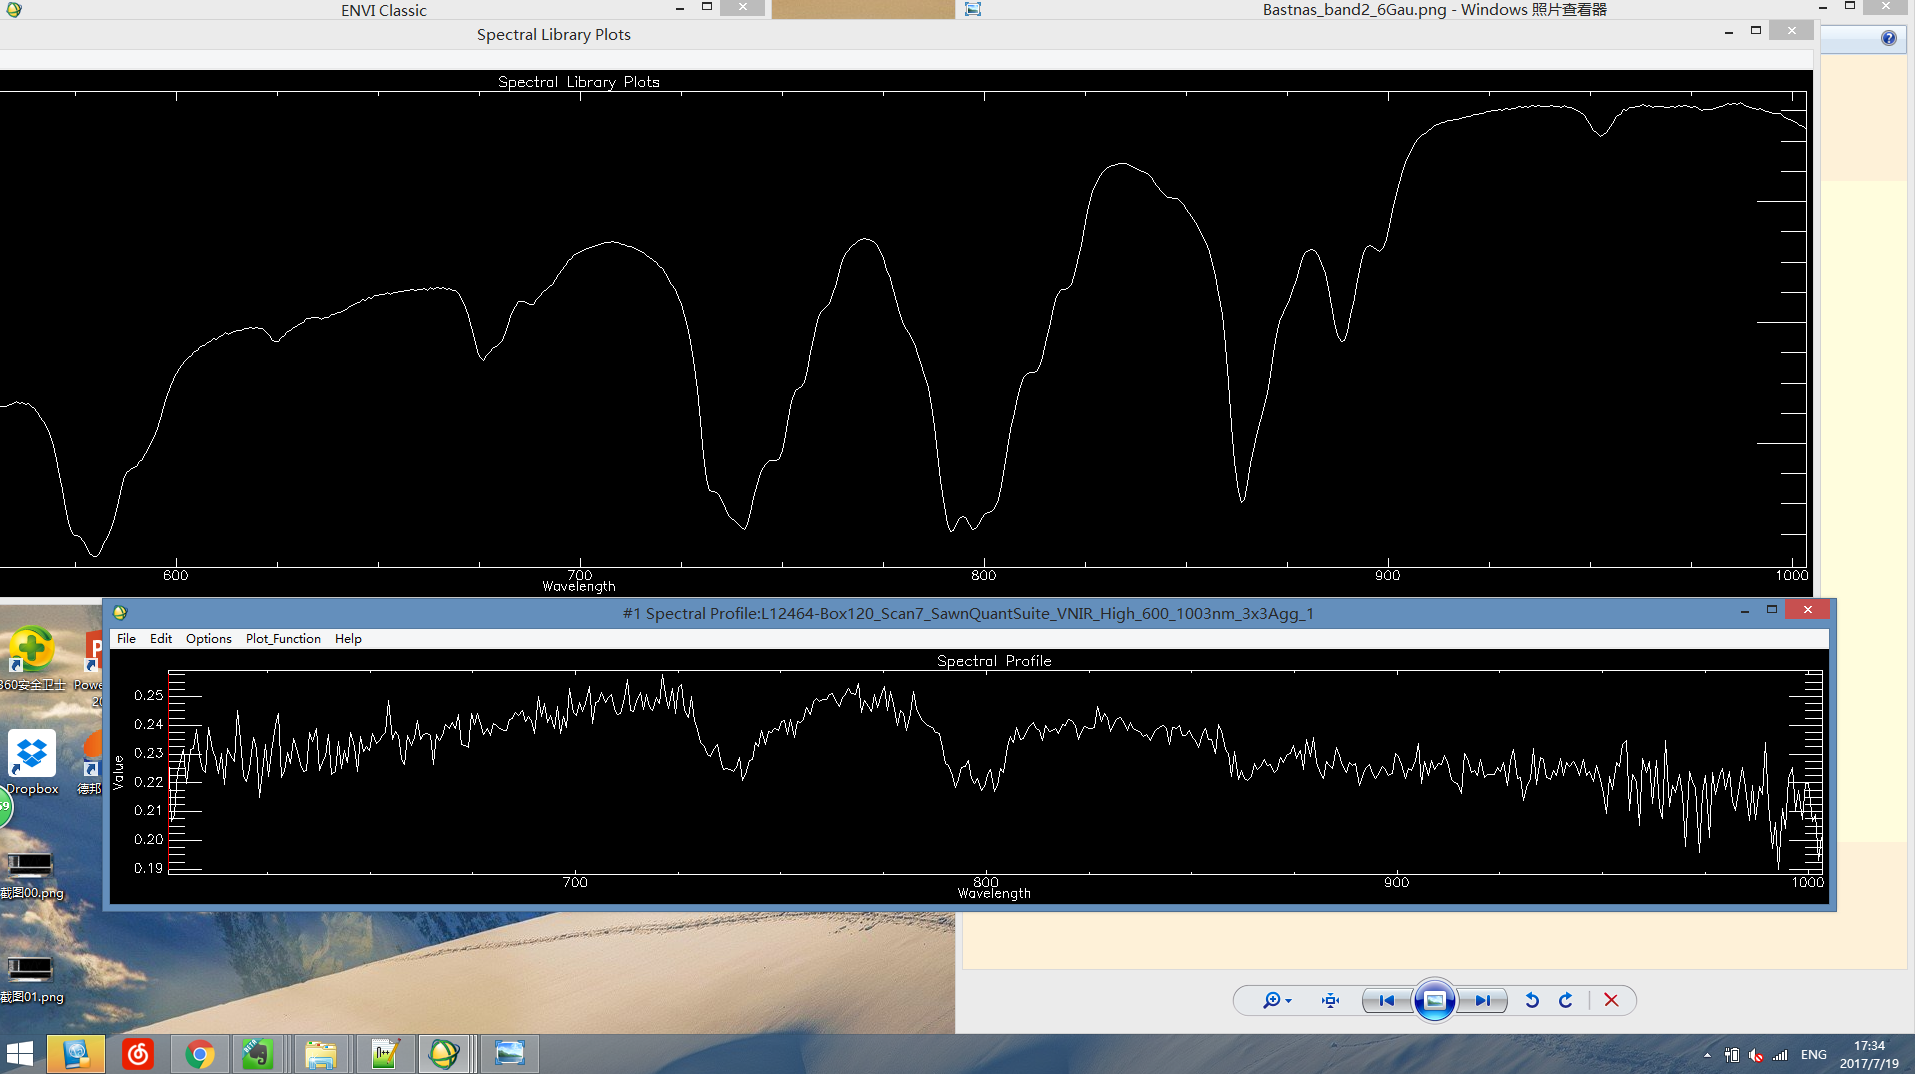 ENVI Classic
Bastnas_band2_6Gau.png - Windows 照片查看器
Spectral Library Plots
Spectral Library Plots
600
700
800
900
1000
Wavelength
#1 Spectral Profile:L12464-Box120_Scan7_SawnQuantSuite_VNIR_High_600_1003nm_3x3Agg_1
File Edit Options Plot_Function Help
Spectral Profile
0.25
0.24
0.23
0.22
0.21
0.20
0.19
Value
700
800
900
1000
Wavelength
360安全卫士
Powe
20
Dropbox
德邦
59
截图00.png
截图01.png
ENG
17:34
2017/7/19